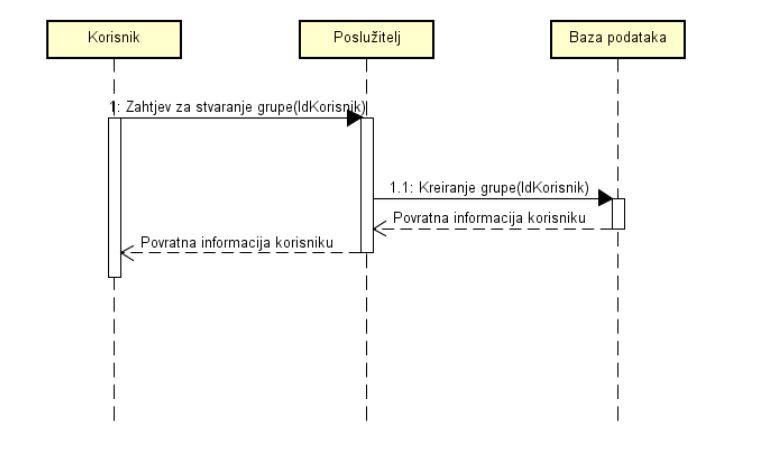 Korisnik
Poslužitelj
Baza podataka
1: Zahtjev za stvaranje grupe(IdKorisnik)
1.1: Kreiranje grupe(IdKorisnik)
Povratna informacija korisniku
Povratna informacija korisniku